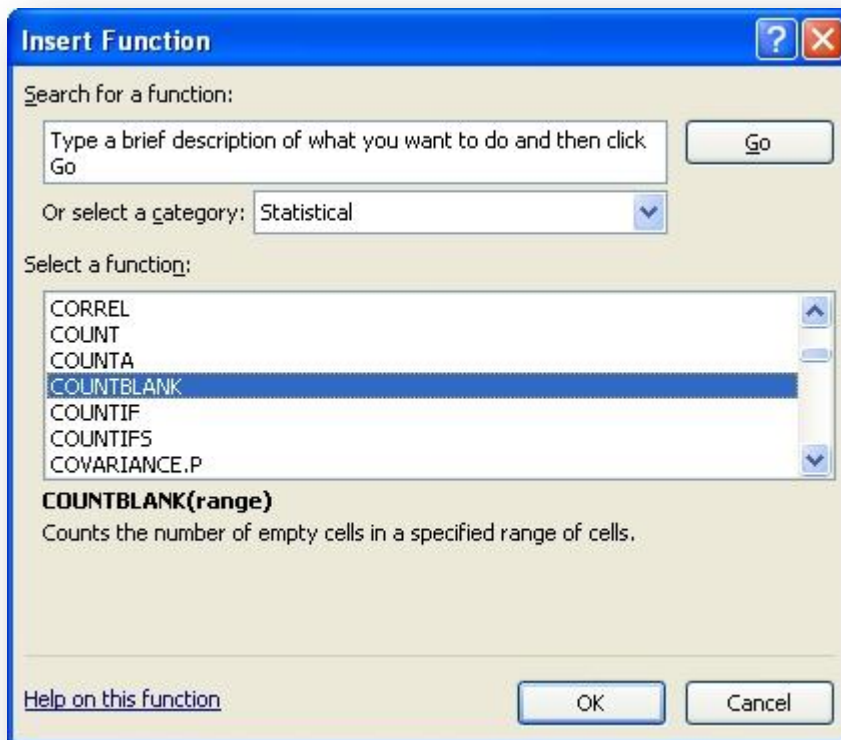 Insert Function
Search for a function:
Type a brief description of what you want to do and then click
Go
Go
Or select a category: Statistical
Select a function:
CORREL
COUNT
COUNTA
COUNTBLANK
COUNTIF
COUNTIFS
COVARIANCE.P
COUNTBLANK(range)
Counts the number of empty cells in a specified range of cells.
Help on this function OK Cancel